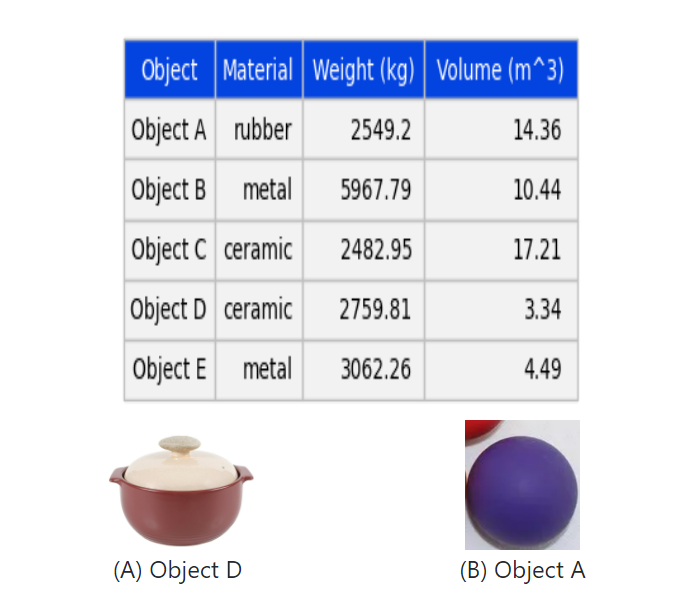 Object Material Weight (kg) Volume (m^3)
Object A rubber 2549.2 14.36
Object B metal 5967.79 10.44
Object C ceramic 2482.95 17.21
Object D ceramic 2759.81 3.34
Object E metal 3062.26 4.49
(A) Object D (B) Object A